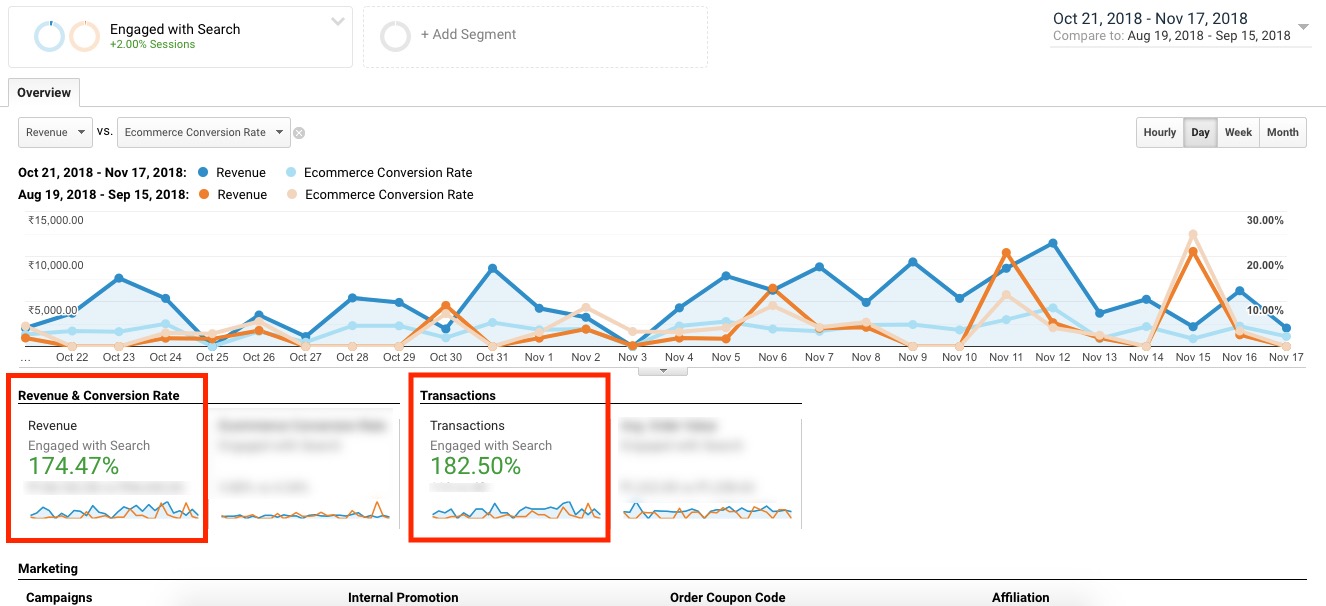 Engaged with Search
+2.00% Sessions
+ Add Segment
Oct 21, 2018 - Nov 17, 2018
Compare to: Aug 19, 2018 - Sep 15, 2018
Overview
Revenue VS. Ecommerce Conversion Rate
Hourly Day Week Month
Oct 21, 2018 - Nov 17, 2018: Revenue Ecommerce Conversion Rate
Aug 19, 2018 - Sep 15, 2018: Revenue Ecommerce Conversion Rate
₹15,000.00 30.00%
₹10,000.00 20.00%
₹5,000.00 10.00%
... Oct 22 Oct 23 Oct 24 Oct 25 Oct 26 Oct 27 Oct 28 Oct 29 Oct 30 Oct 31 Nov 1 Nov 2 Nov 3 Nov 4 Nov 5 Nov 6 Nov 7 Nov 8 Nov 9 Nov 10 Nov 11 Nov 12 Nov 13 Nov 14 Nov 15 Nov 16 Nov 17
Revenue & Conversion Rate
Revenue
Engaged with Search
174.47%
Transactions
Transactions
Engaged with Search
182.50%
Marketing
Campaigns Internal Promotion Order Coupon Code Affiliation